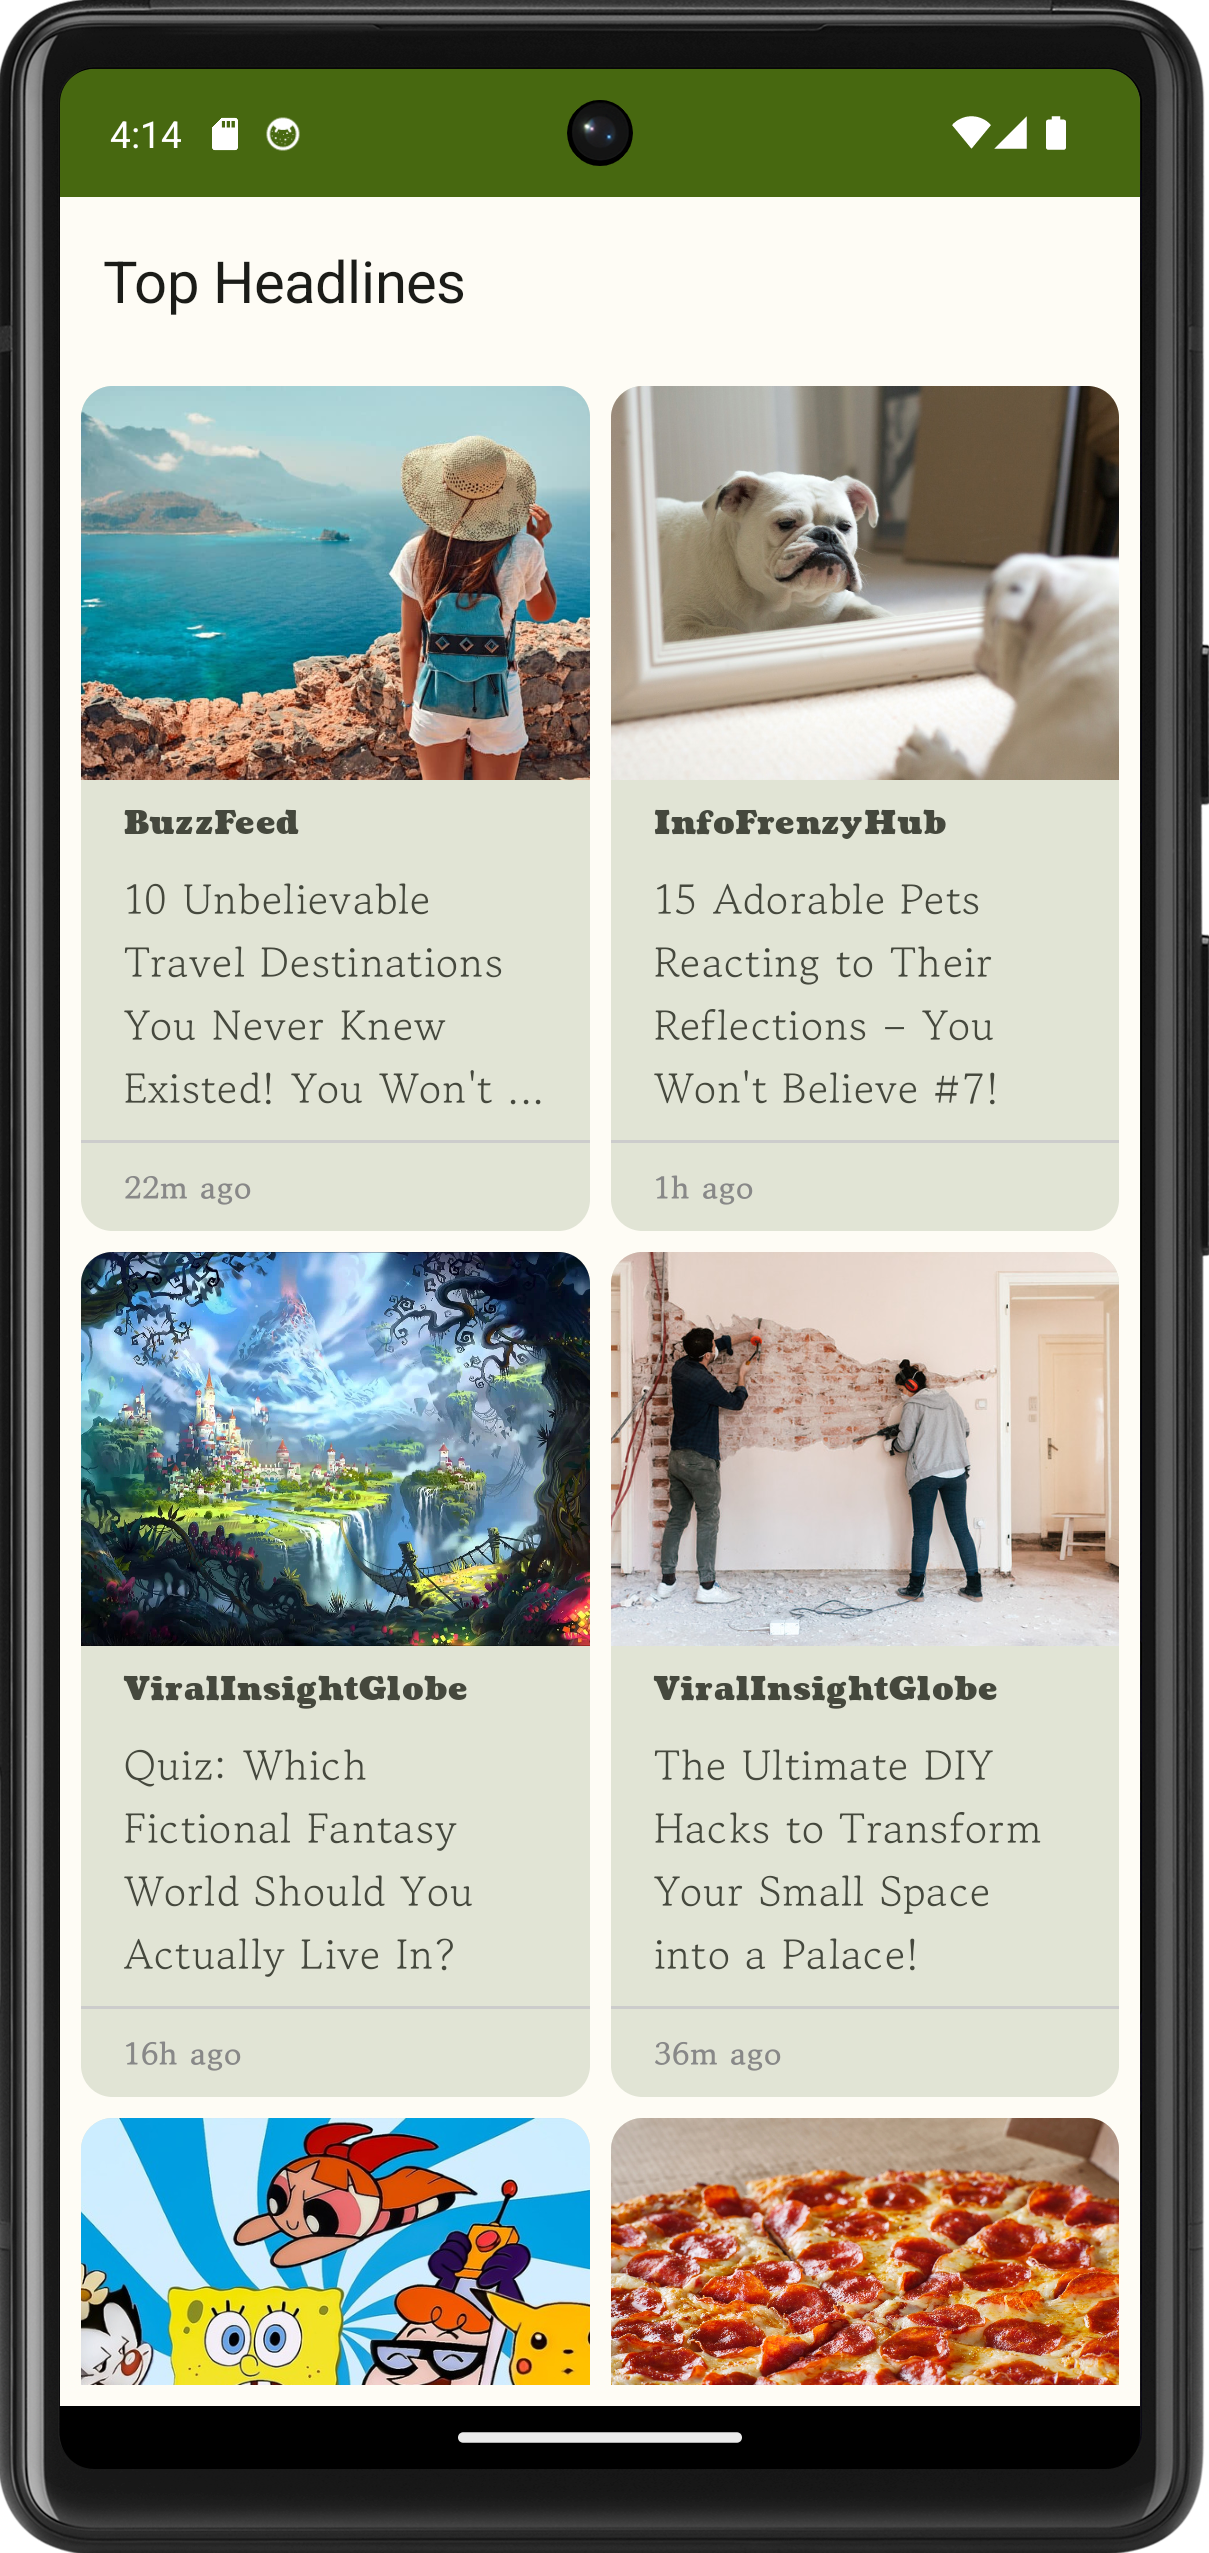 4:14
Top Headlines
BuzzFeed
10 Unbelievable
Travel Destinations
You Never Knew
Existed! You Won't ...
22m ago
InfoFrenzyHub
15 Adorable Pets
Reacting to Their
Reflections – You
Won't Believe #7!
1h ago
ViralInsightGlobe
Quiz: Which
Fictional Fantasy
World Should You
Actually Live In?
16h ago
ViralInsightGlobe
The Ultimate DIY
Hacks to Transform
Your Small Space
into a Palace!
36m ago